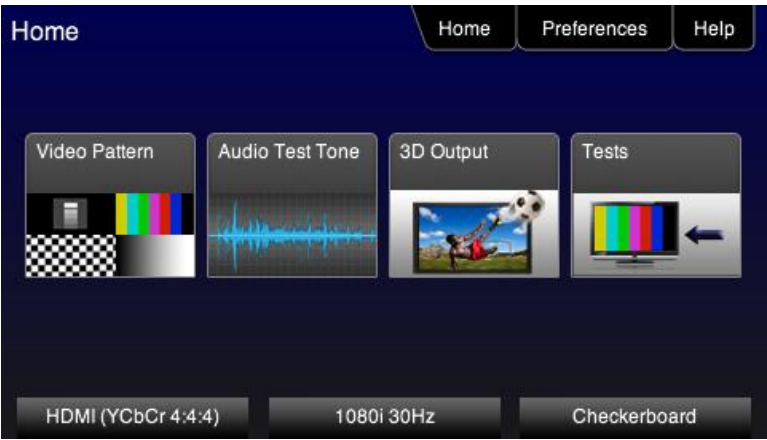 Home
Home
Preferences
Help
Video Pattern
Audio Test Tone
3D Output
Tests
HDMI (YCbCr 4:4:4)
1080i 30Hz
Checkerboard